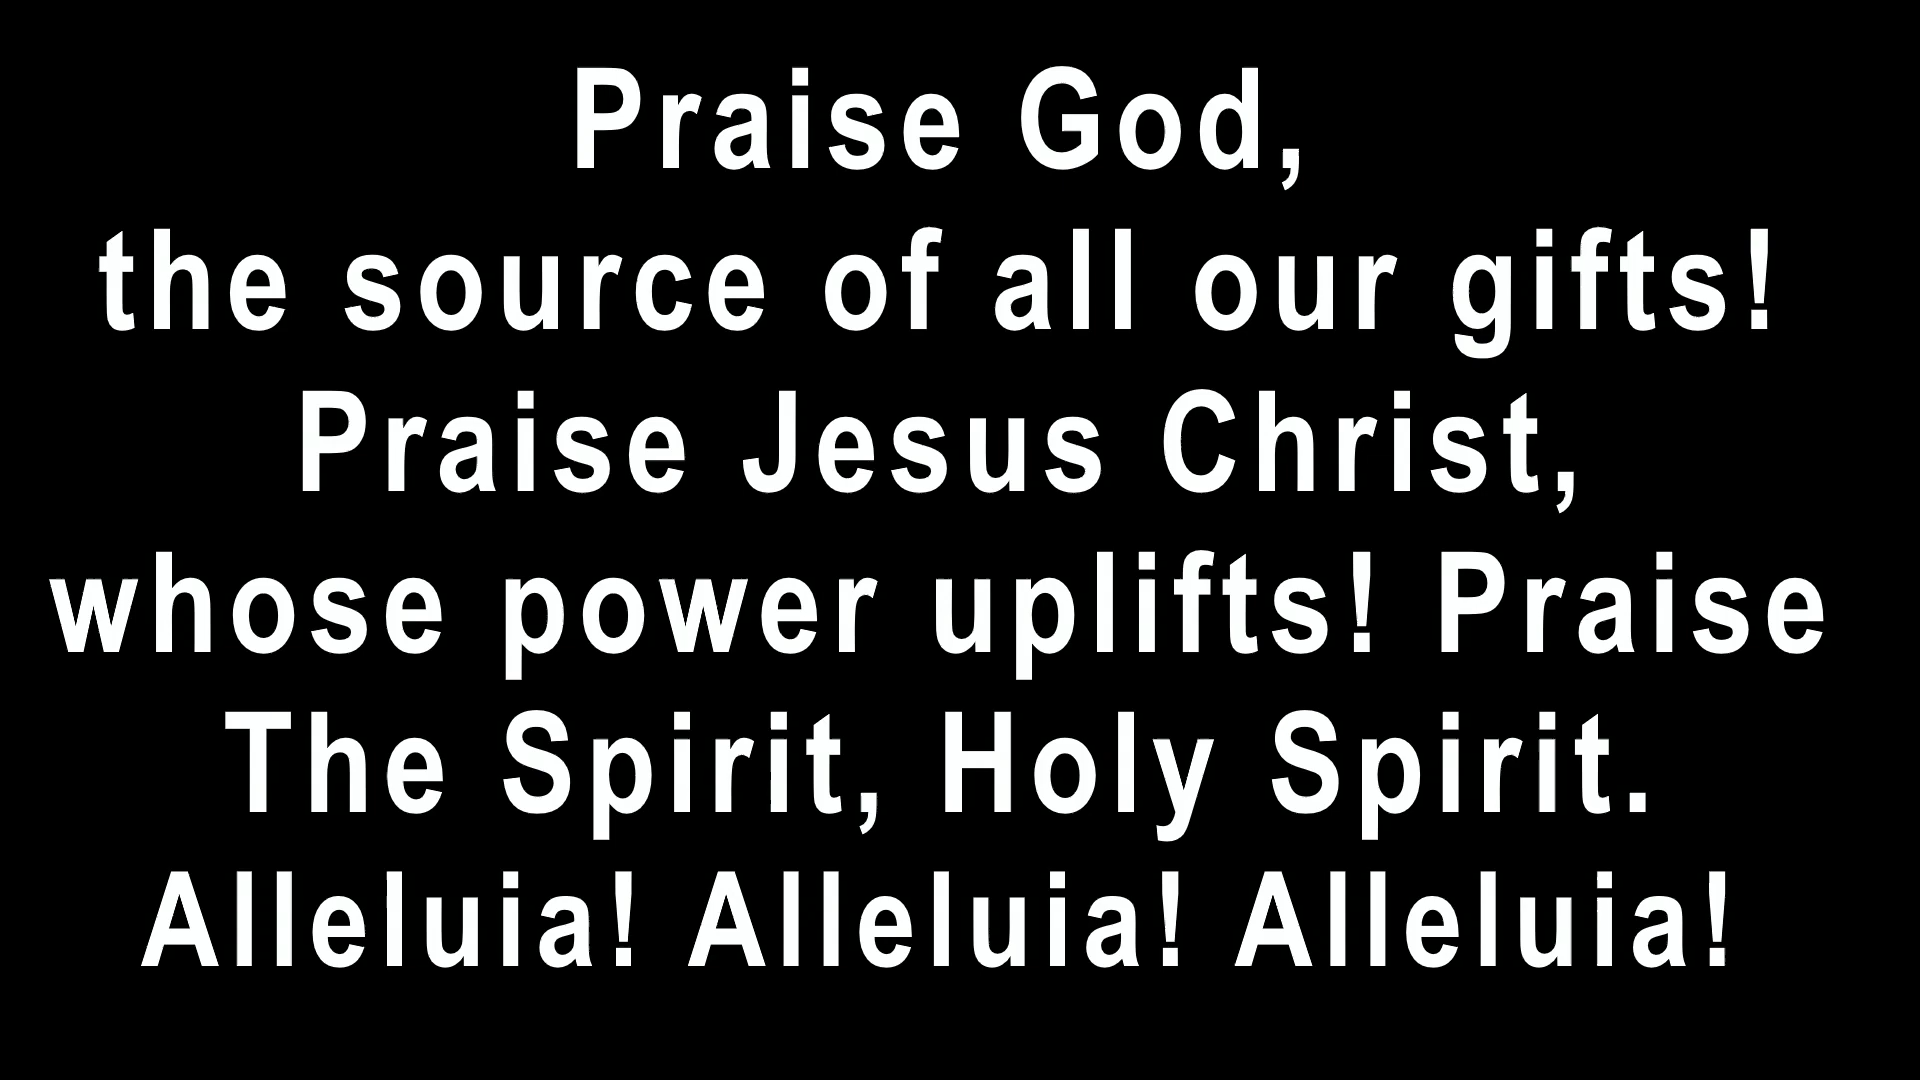 Praise God,
the source of all our gifts!
Praise Jesus Christ,
whose power uplifts! Praise
The Spirit, Holy Spirit.
Alleluia! Alleluia! Alleluia!